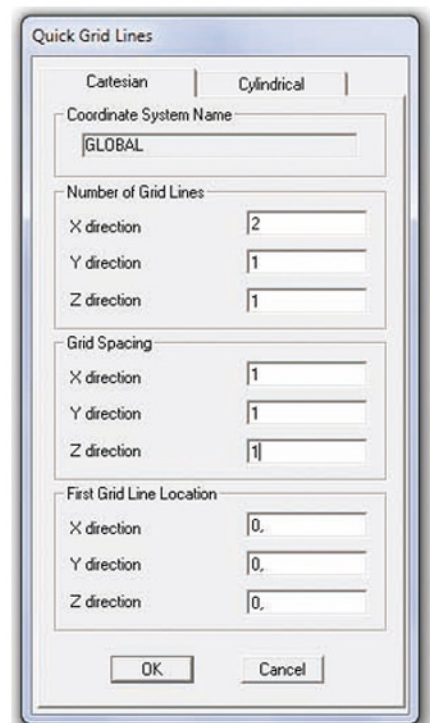 Quick Grid Lines
Cartesian Cylindrical
Coordinate System Name
GLOBAL
Number of Grid Lines
X direction 2
Y direction 1
Z direction 1
Grid Spacing
X direction 1
Y direction 1
Z direction 1
First Grid Line Location
X direction 0,
Y direction 0,
Z direction 0,
OK Cancel